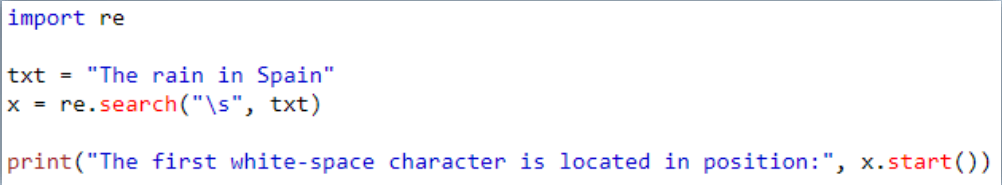 import re
txt = "The rain in Spain"
x = re.search("\s", txt)
print("The first white-space character is located in position:", x.start())